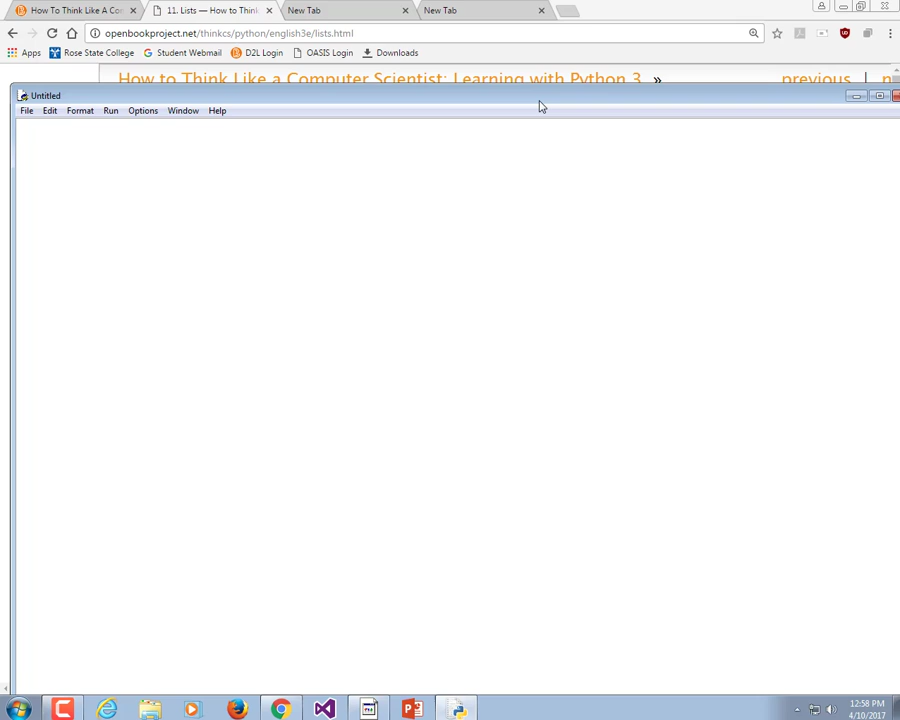 How To Think Like A Co
11. Lists — How to Think
New Tab
New Tab
openbookproject.net/thinkcs/python/english3e/lists.html
Apps
Rose State College
Student Webmail
D2L Login
OASIS Login
Downloads
How to Think Like a Computer Scientist: Learning with Python 3 »
previous |
Untitled
File Edit Format Run Options Window Help
12:58 PM
4/10/2017